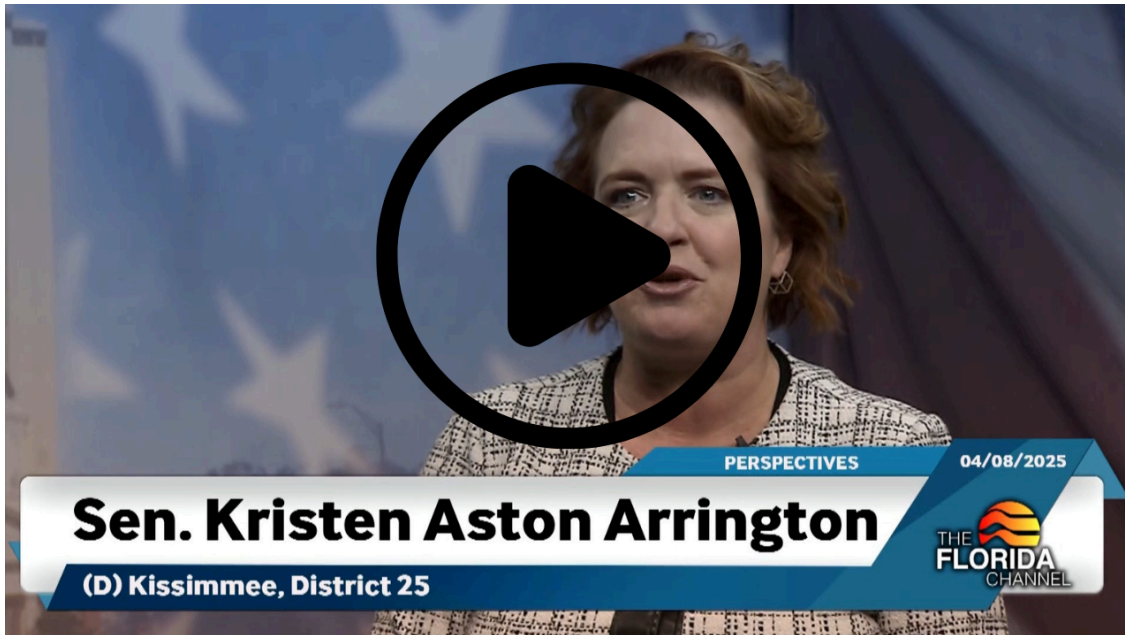 PERSPECTIVES
04/08/2025
Sen. Kristen Aston Arrington
(D) Kissimmee, District 25
THE
FLORIDA
CHANNEL